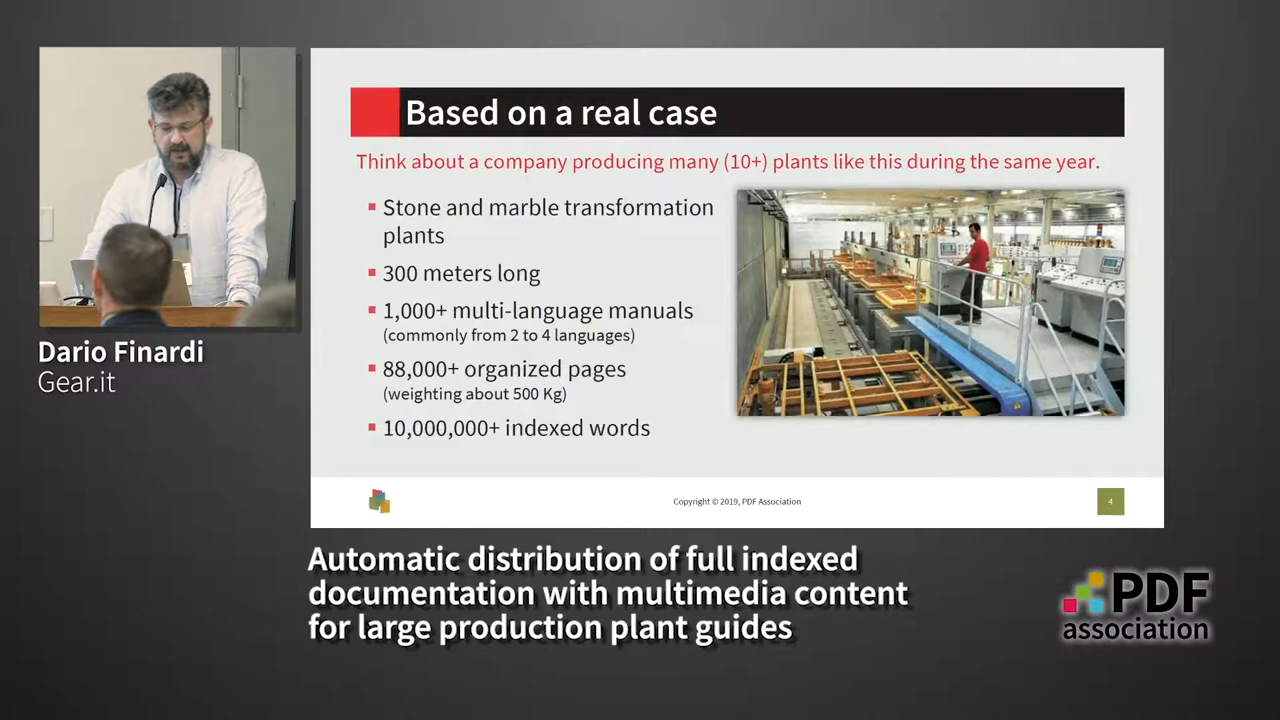 Based on a real case
Think about a company producing many (10+) plants like this during the same year.
Stone and marble transformation
plants
300 meters long
1,000+ multi-language manuals
(commonly from 2 to 4 languages)
88,000+ organized pages
(weighting about 500 Kg)
10,000,000+ indexed words
Copyright © 2019, PDF Association
4
Dario Finardi
Gear.it
Automatic distribution of full indexed
documentation with multimedia content
for large production plant guides
PDF
association